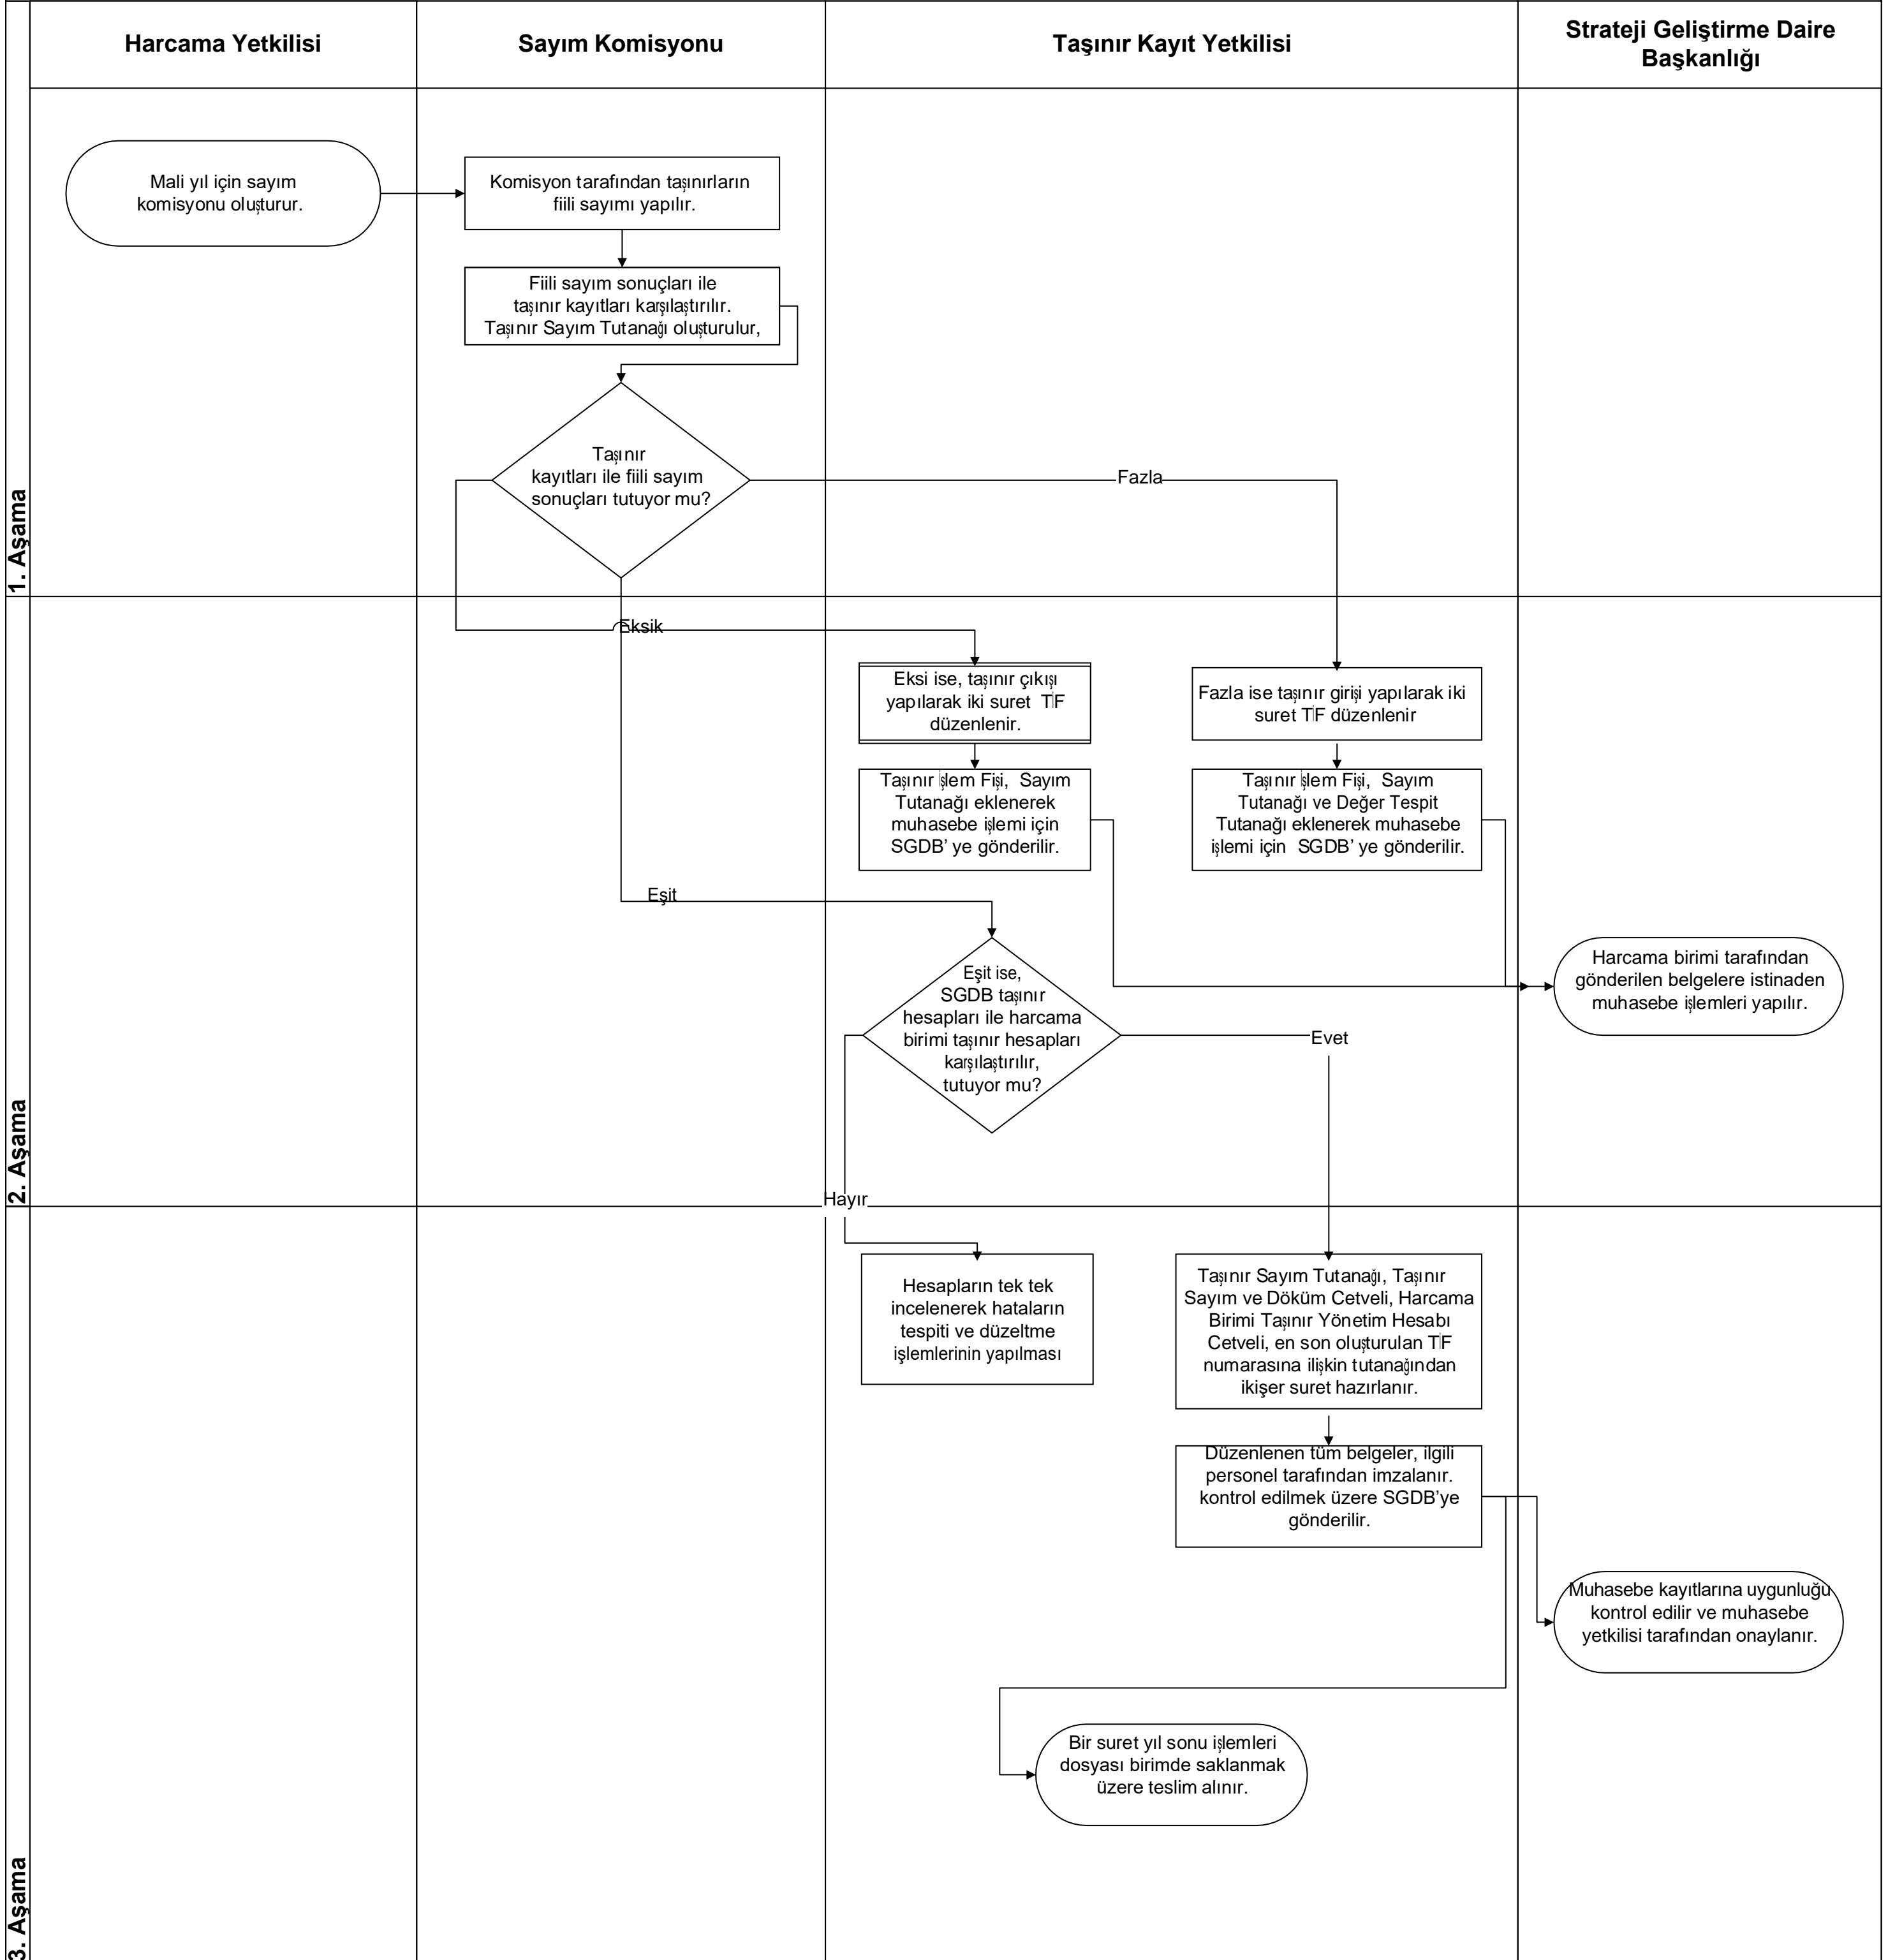 Harcama Yetkilisi
Sayım Komisyonu
Taşınır Kayıt Yetkilisi
Strateji Geliştirme Daire
Başkanlığı
1. Aşama
Mali yıl için sayım
komisyonu oluşturur.
Komisyon tarafından taşınırların
fiili sayımı yapılır.
Fiili sayım sonuçları ile
taşınır kayıtları karşılaştırılır.
Taşınır Sayım Tutanağı oluşturulur,
Taşınır
kayıtları ile fiili sayım
sonuçları tutuyor mu?
Fazla
2. Aşama
Eksik
Eksi ise, taşınır çıkışı
yapılarak iki suret TİF
düzenlenir.
Fazla ise taşınır girişi yapılarak iki
suret TİF düzenlenir
Taşınır İşlem Fişi, Sayım
Tutanağı eklenerek
muhasebe işlemi için
SGDB’ ye gönderilir.
Taşınır İşlem Fişi, Sayım
Tutanağı ve Değer Tespit
Tutanağı eklenerek muhasebe
işlemi için SGDB’ ye gönderilir.
Eşit
Eşit ise,
SGDB taşınır
hesapları ile harcama
birimi taşınır hesapları
karşılaştırılır,
tutuyor mu?
Evet
Harcama birimi tarafından
gönderilen belgelere istinaden
muhasebe işlemleri yapılır.
Hayır
3. Aşama
Hesapların tek tek
incelenerek hataların
tespiti ve düzeltme
işlemlerinin yapılması
Taşınır Sayım Tutanağı, Taşınır
Sayım ve Döküm Cetveli, Harcama
Birimi Taşınır Yönetim Hesabı
Cetveli, en son oluşturulan TİF
numarasına ilişkin tutanağından
ikişer suret hazırlanır.
Düzenlenen tüm belgeler, ilgili
personel tarafından imzalanır.
kontrol edilmek üzere SGDB’ye
gönderilir.
Muhasebe kayıtlarına uygunluğu
kontrol edilir ve muhasebe
yetkilisi tarafından onaylanır.
Bir suret yıl sonu işlemleri
dosyası birimde saklanmak
üzere teslim alınır.